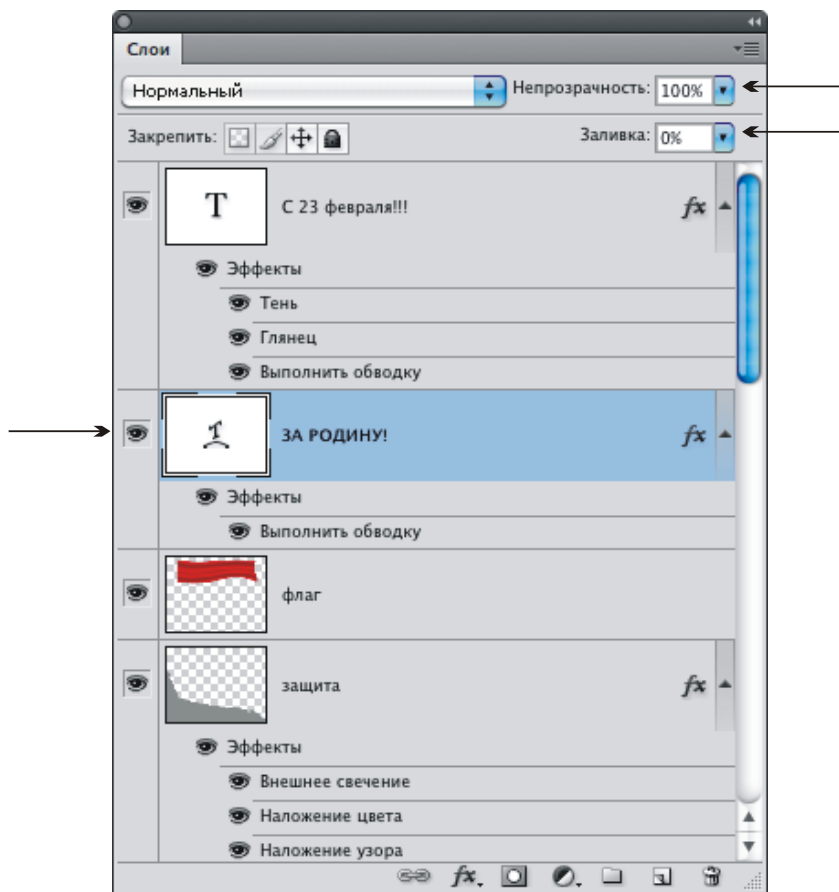 Слои
Нормальный Непрозрачность: 100%
Закрепить: Заливка: 0%
T С 23 февраля!!! fx
Эффекты
Тень
Глянец
Выполнить обводку
T ЗА РОДИНУ! fx
Эффекты
Выполнить обводку
флаг
защита fx
Эффекты
Внешнее свечение
Наложение цвета
Наложение узора
fx.